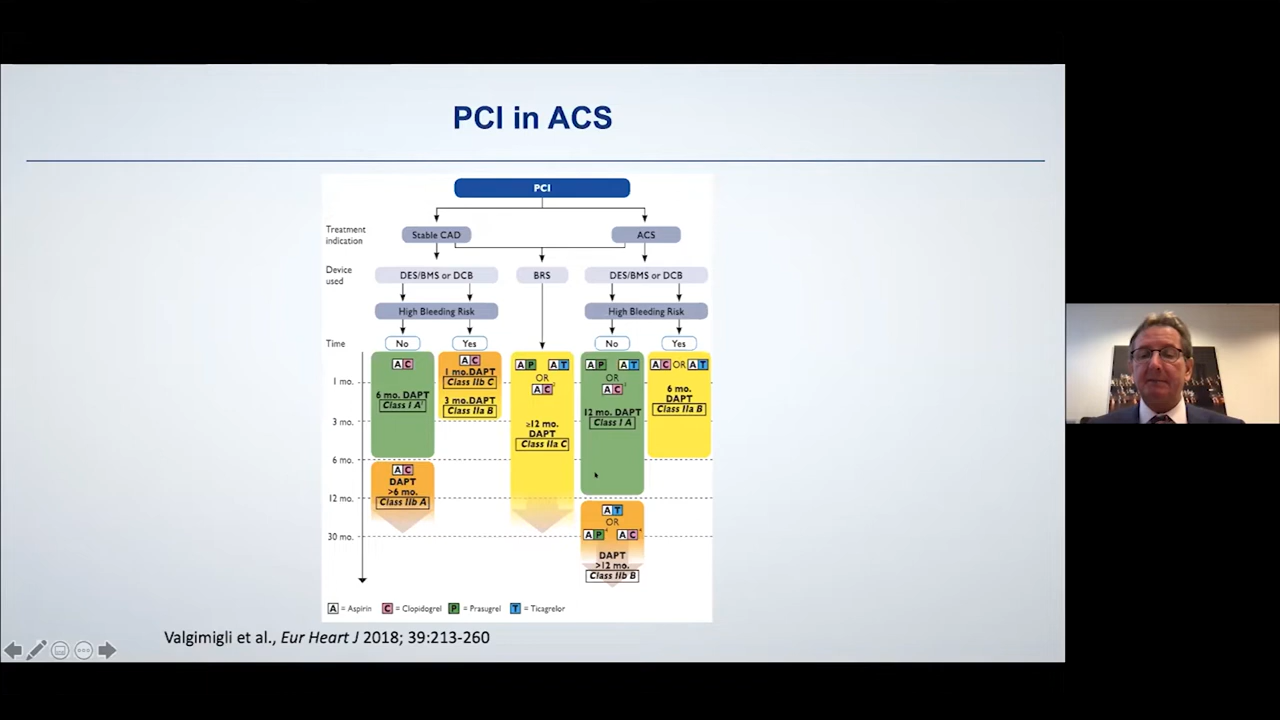 PCI in ACS
PCI
Treatment indication
Stable CAD
ACS
Device used
DES/BMS or DCB
BRS
DES/BMS or DCB
High Bleeding Risk
High Bleeding Risk
Time
No
Yes
No
Yes
1 mo.
3 mo.
6 mo.
12 mo.
30 mo.
A C
6 mo. DAPT
Class I A¹
A C
DAPT
>6 mo.
Class IIb A
A C
1 mo. DAPT
Class IIb C
3 mo. DAPT
Class IIa B
A P A T
OR
A C
≥12 mo.
DAPT
Class IIa C
A P A T
OR
A C
12 mo. DAPT
Class I A
A T
OR
A P A C
DAPT
>12 mo.
Class IIb B
A C OR A T
6 mo.
DAPT
Class IIa B
A = Aspirin C = Clopidogrel P = Prasugrel T = Ticagrelor
Valgimigli et al., Eur Heart J 2018; 39:213-260